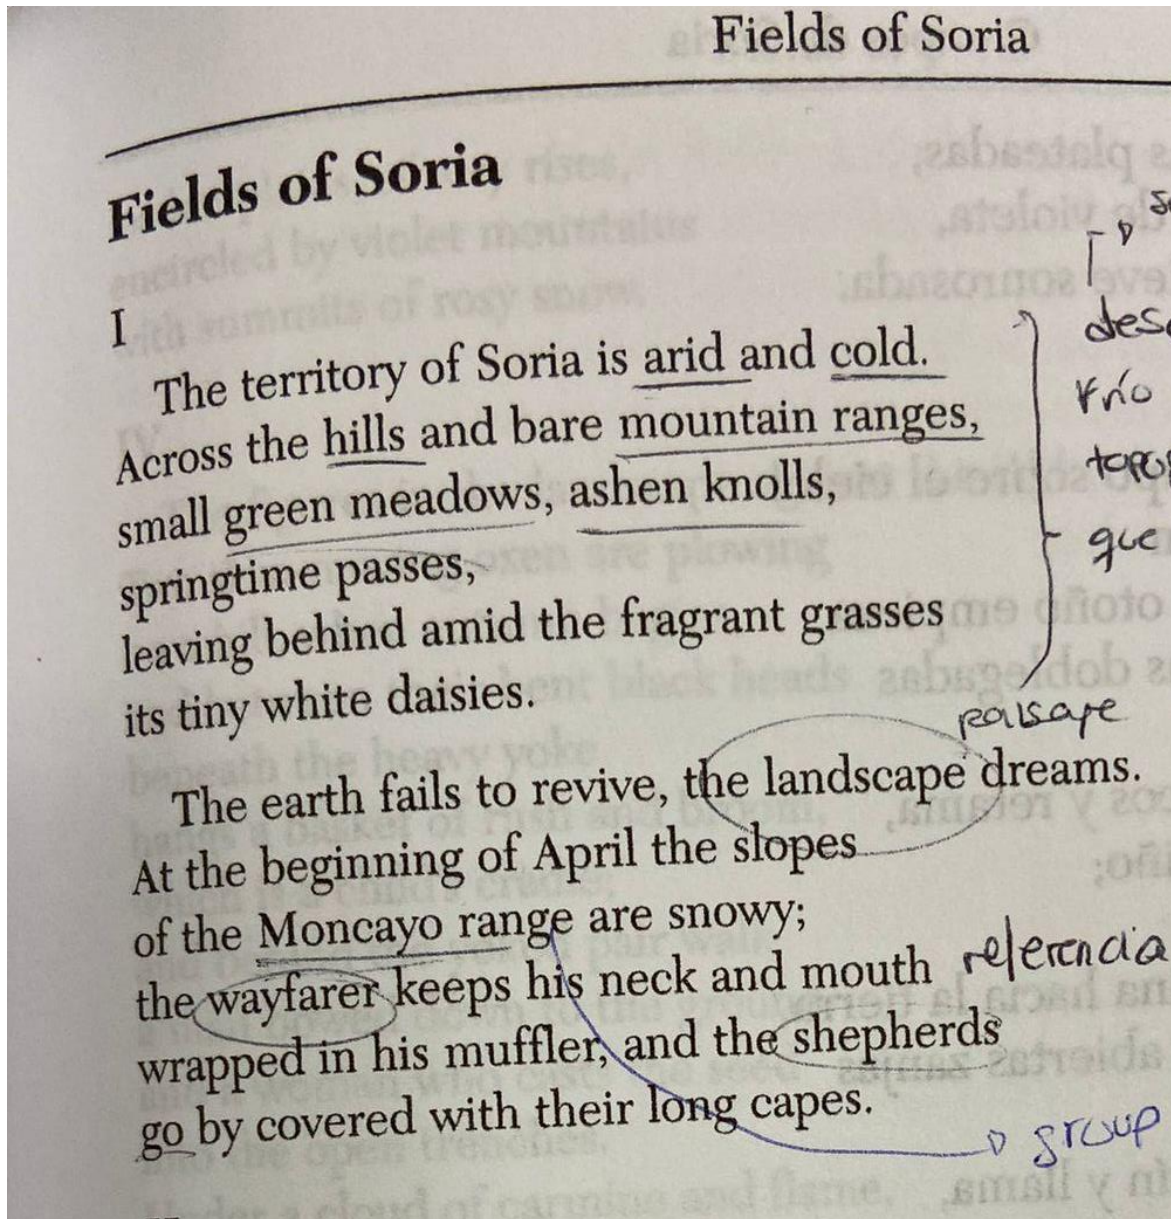 Fields of Soria
Fields of Soria
I
The territory of Soria is arid and cold.
Across the hills and bare mountain ranges,
small green meadows, ashen knolls,
springtime passes,
leaving behind amid the fragrant grasses
its tiny white daisies.
frío
que
paisaje
The earth fails to revive, the landscape dreams.
At the beginning of April the slopes
of the Moncayo range are snowy;
the wayfarer keeps his neck and mouth
referencia
wrapped in his muffler, and the shepherds
go by covered with their long capes.
group